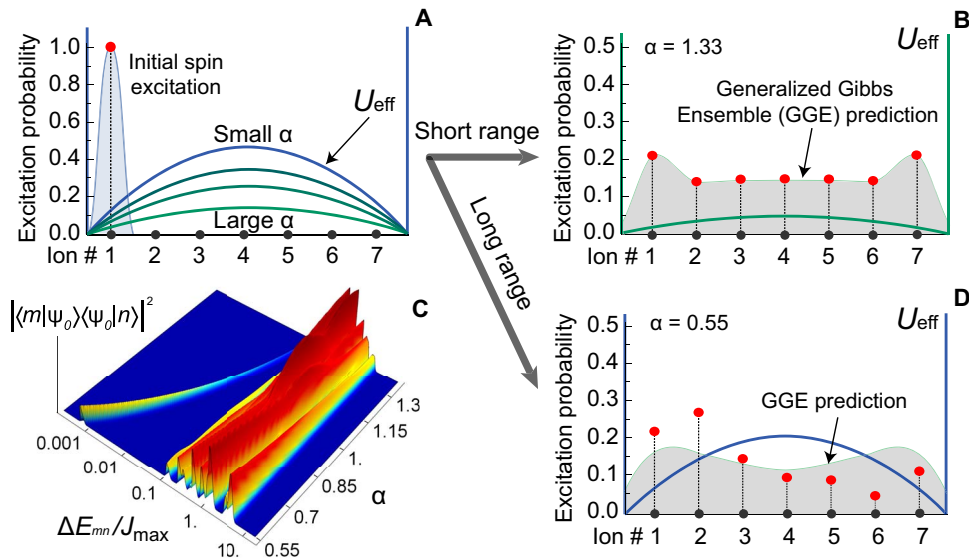 A
Excitation probability
1.0
0.8
0.6
0.4
0.2
0.0
Initial spin
excitation
Ueff
Small α
Large α
Ion # 1 2 3 4 5 6 7
Short range
Long range
B
Excitation probability
0.5
0.4
0.3
0.2
0.1
0.0
α = 1.33
Ueff
Generalized Gibbs
Ensemble (GGE) prediction
Ion # 1 2 3 4 5 6 7
C
|⟨m|ψ₀⟩⟨ψ₀|n⟩|²
0.001
0.01
0.1
1.
10.
ΔEmn/Jmax
0.55
0.7
0.85
1.
1.15
1.3
α
D
Excitation probability
0.5
0.4
0.3
0.2
0.1
0.0
α = 0.55
Ueff
GGE prediction
Ion # 1 2 3 4 5 6 7